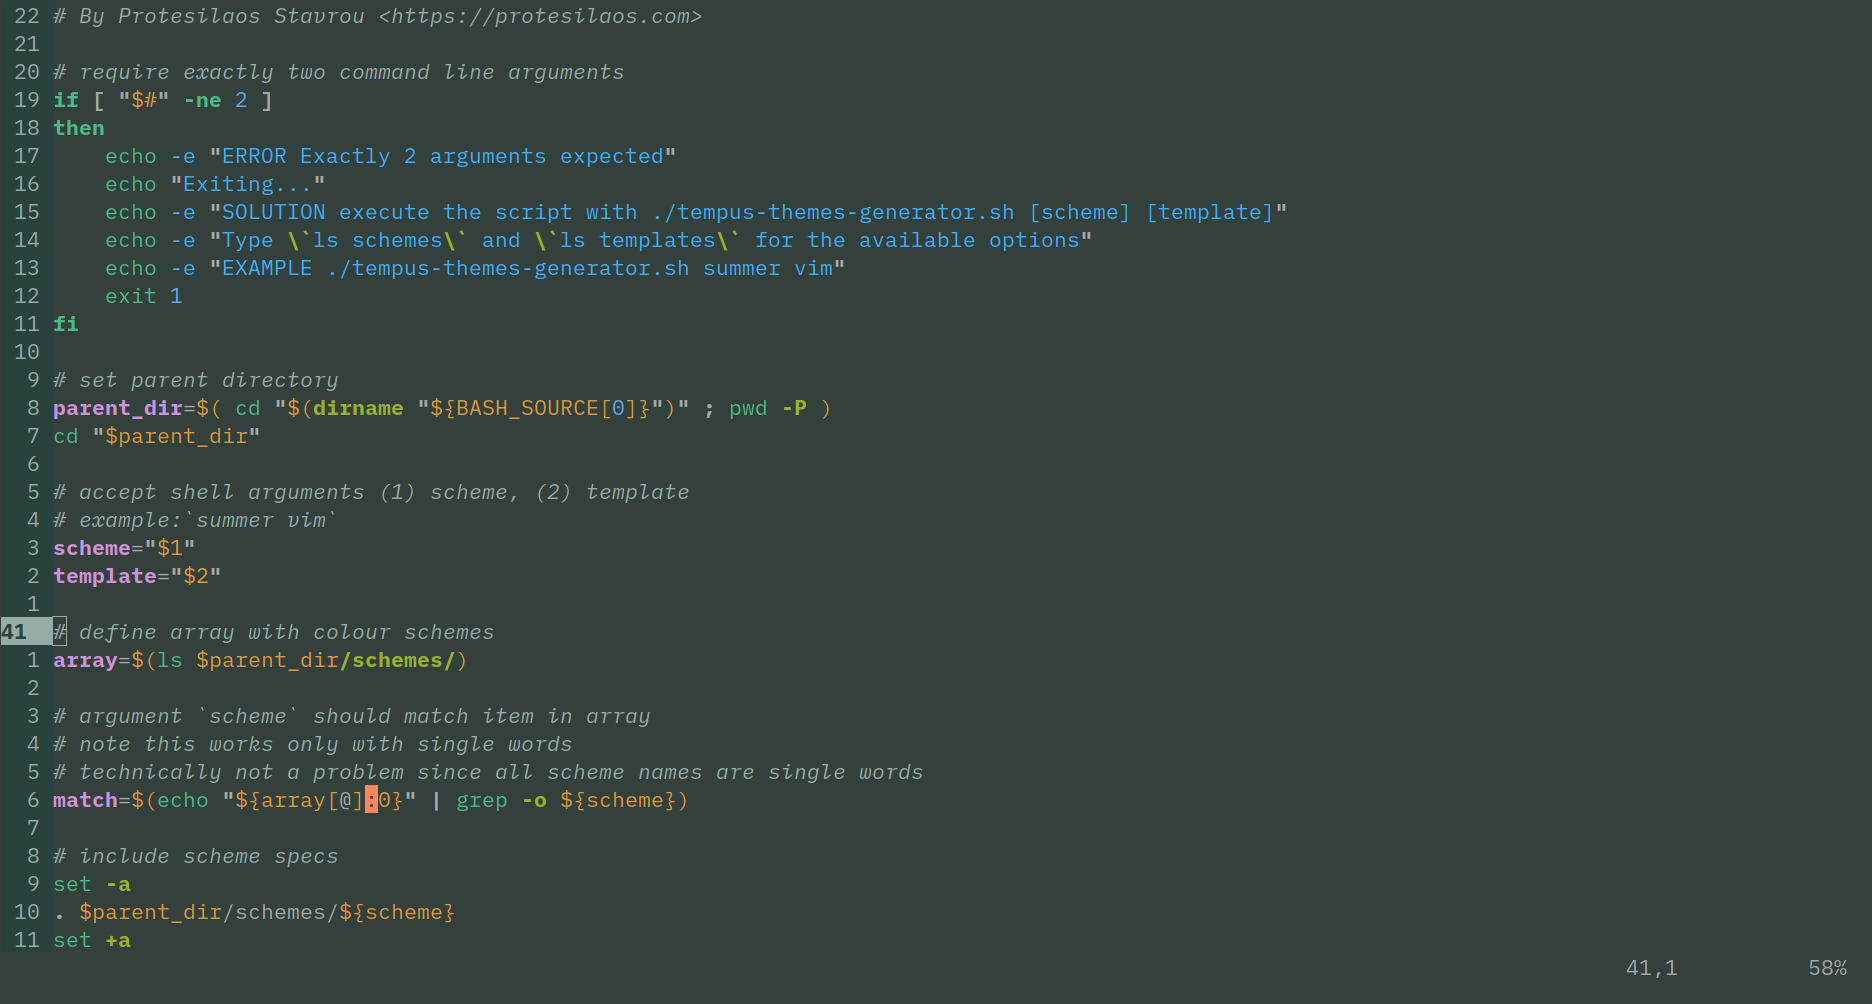 22 # By Protesilaos Stavrou <https://protesilaos.com>
21
20 # require exactly two command line arguments
19 if [ "$#" -ne 2 ]
18 then
17     echo -e "ERROR Exactly 2 arguments expected"
16     echo "Exiting..."
15     echo -e "SOLUTION execute the script with ./tempus-themes-generator.sh [scheme] [template]"
14     echo -e "Type \`ls schemes\` and \`ls templates\` for the available options"
13     echo -e "EXAMPLE ./tempus-themes-generator.sh summer vim"
12     exit 1
11 fi
10
 9 # set parent directory
 8 parent_dir=$( cd "$(dirname "${BASH_SOURCE[0]}")" ; pwd -P )
 7 cd "$parent_dir"
 6
 5 # accept shell arguments (1) scheme, (2) template
 4 # example:`summer vim`
 3 scheme="$1"
 2 template="$2"
 1
41  # define array with colour schemes
 1 array=$(ls $parent_dir/schemes/)
 2
 3 # argument `scheme` should match item in array
 4 # note this works only with single words
 5 # technically not a problem since all scheme names are single words
 6 match=$(echo "${array[@]:0}" | grep -o ${scheme})
 7
 8 # include scheme specs
 9 set -a
10 . $parent_dir/schemes/${scheme}
11 set +a
41,1 58%